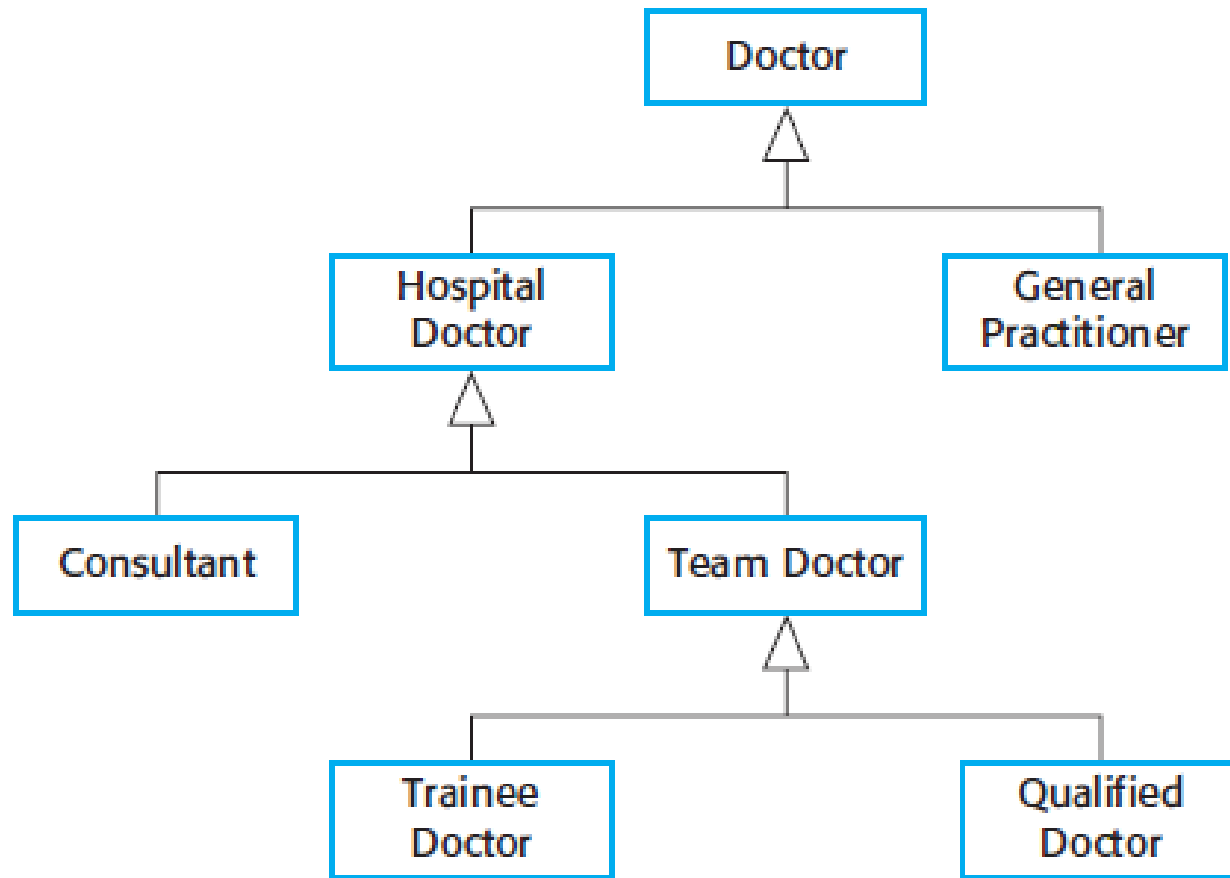 Doctor
Hospital
Doctor
General
Practitioner
Consultant
Team Doctor
Trainee
Doctor
Qualified
Doctor